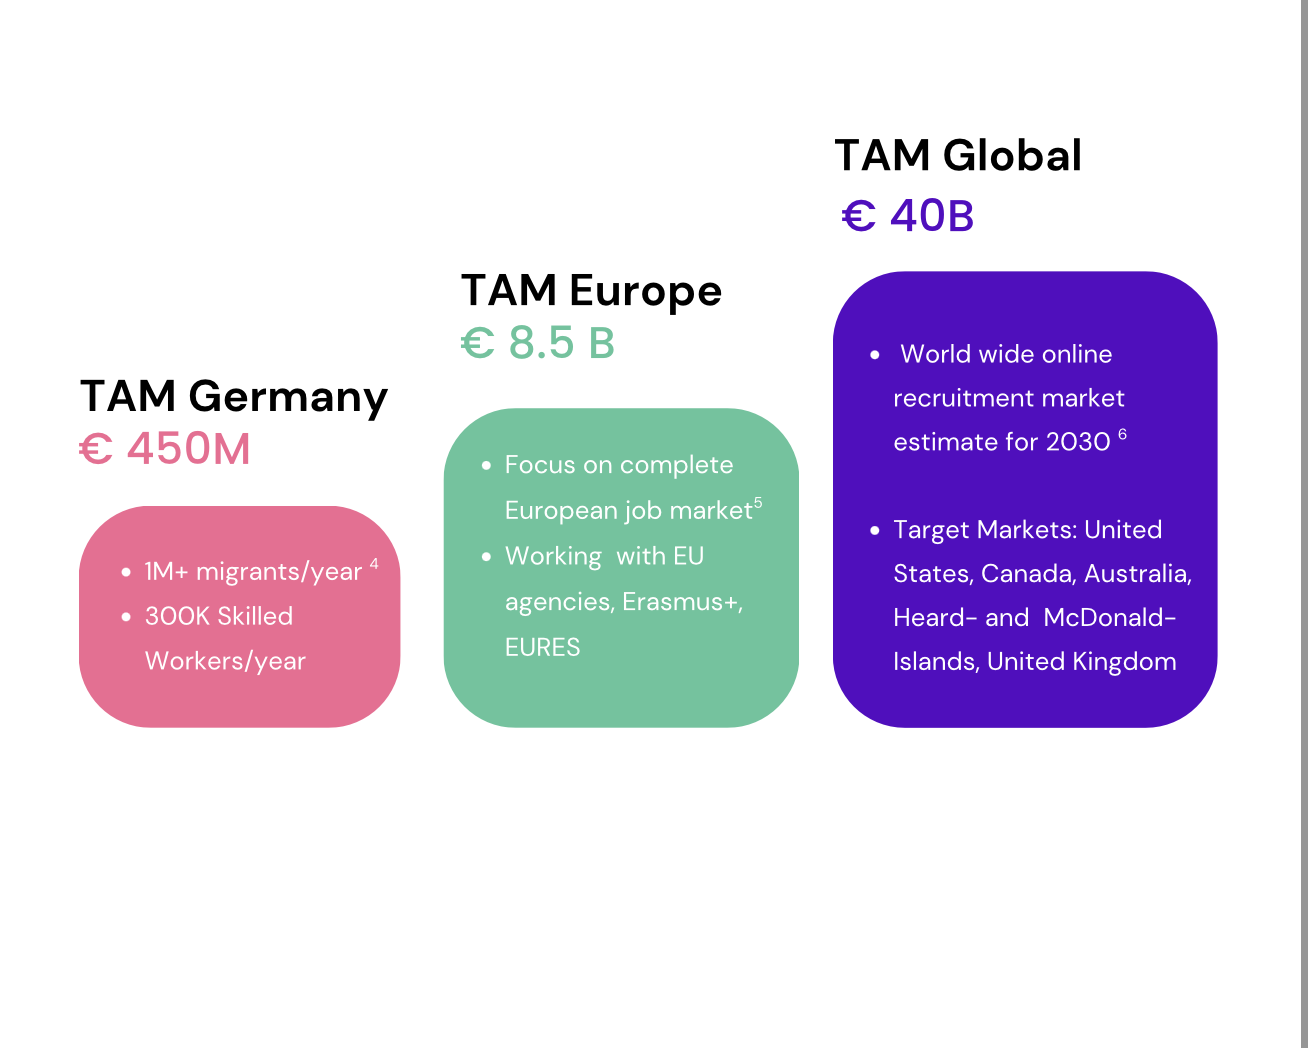 TAM Germany
€ 450M
• 1M+ migrants/year ⁴
• 300K Skilled
Workers/year
TAM Europe
€ 8.5 B
• Focus on complete
European job market⁵
• Working  with EU
agencies, Erasmus+,
EURES
TAM Global
€ 40B
• World wide online
recruitment market
estimate for 2030 ⁶
• Target Markets: United
States, Canada, Australia,
Heard- and  McDonald-
Islands, United Kingdom